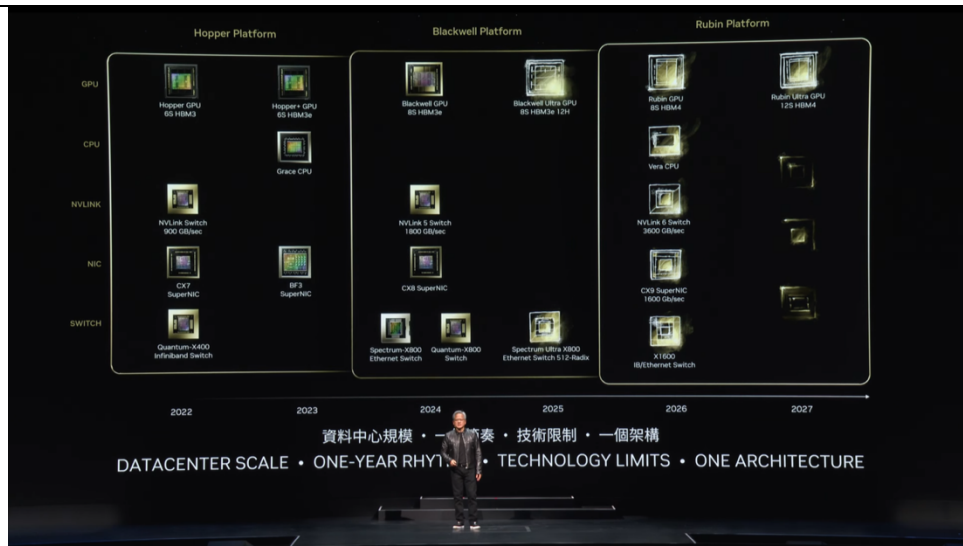 Hopper Platform
Blackwell Platform
Rubin Platform
GPU
Hopper GPU
6S HBM3
Hopper+ GPU
6S HBM3e
Blackwell GPU
8S HBM3e
Blackwell Ultra GPU
8S HBM3e 12H
Rubin GPU
8S HBM4
Rubin Ultra GPU
12S HBM4
CPU
Grace CPU
Vera CPU
NVLINK
NVLink Switch
900 GB/sec
NVLink 5 Switch
1800 GB/sec
NVLink 6 Switch
3600 GB/sec
NIC
CX7
SuperNIC
BF3
SuperNIC
CX8 SuperNIC
CX9 SuperNIC
1600 Gb/sec
SWITCH
Quantum-X400
Infiniband Switch
Spectrum-X800
Ethernet Switch
Quantum-X800
Switch
Spectrum Ultra X800
Ethernet Switch 512-Radix
X1600
IB/Ethernet Switch
2022
2023
2024
2025
2026
2027
資料中心規模 • 一 節奏 • 技術限制 • 一個架構
DATACENTER SCALE • ONE-YEAR RHYT • TECHNOLOGY LIMITS • ONE ARCHITECTURE